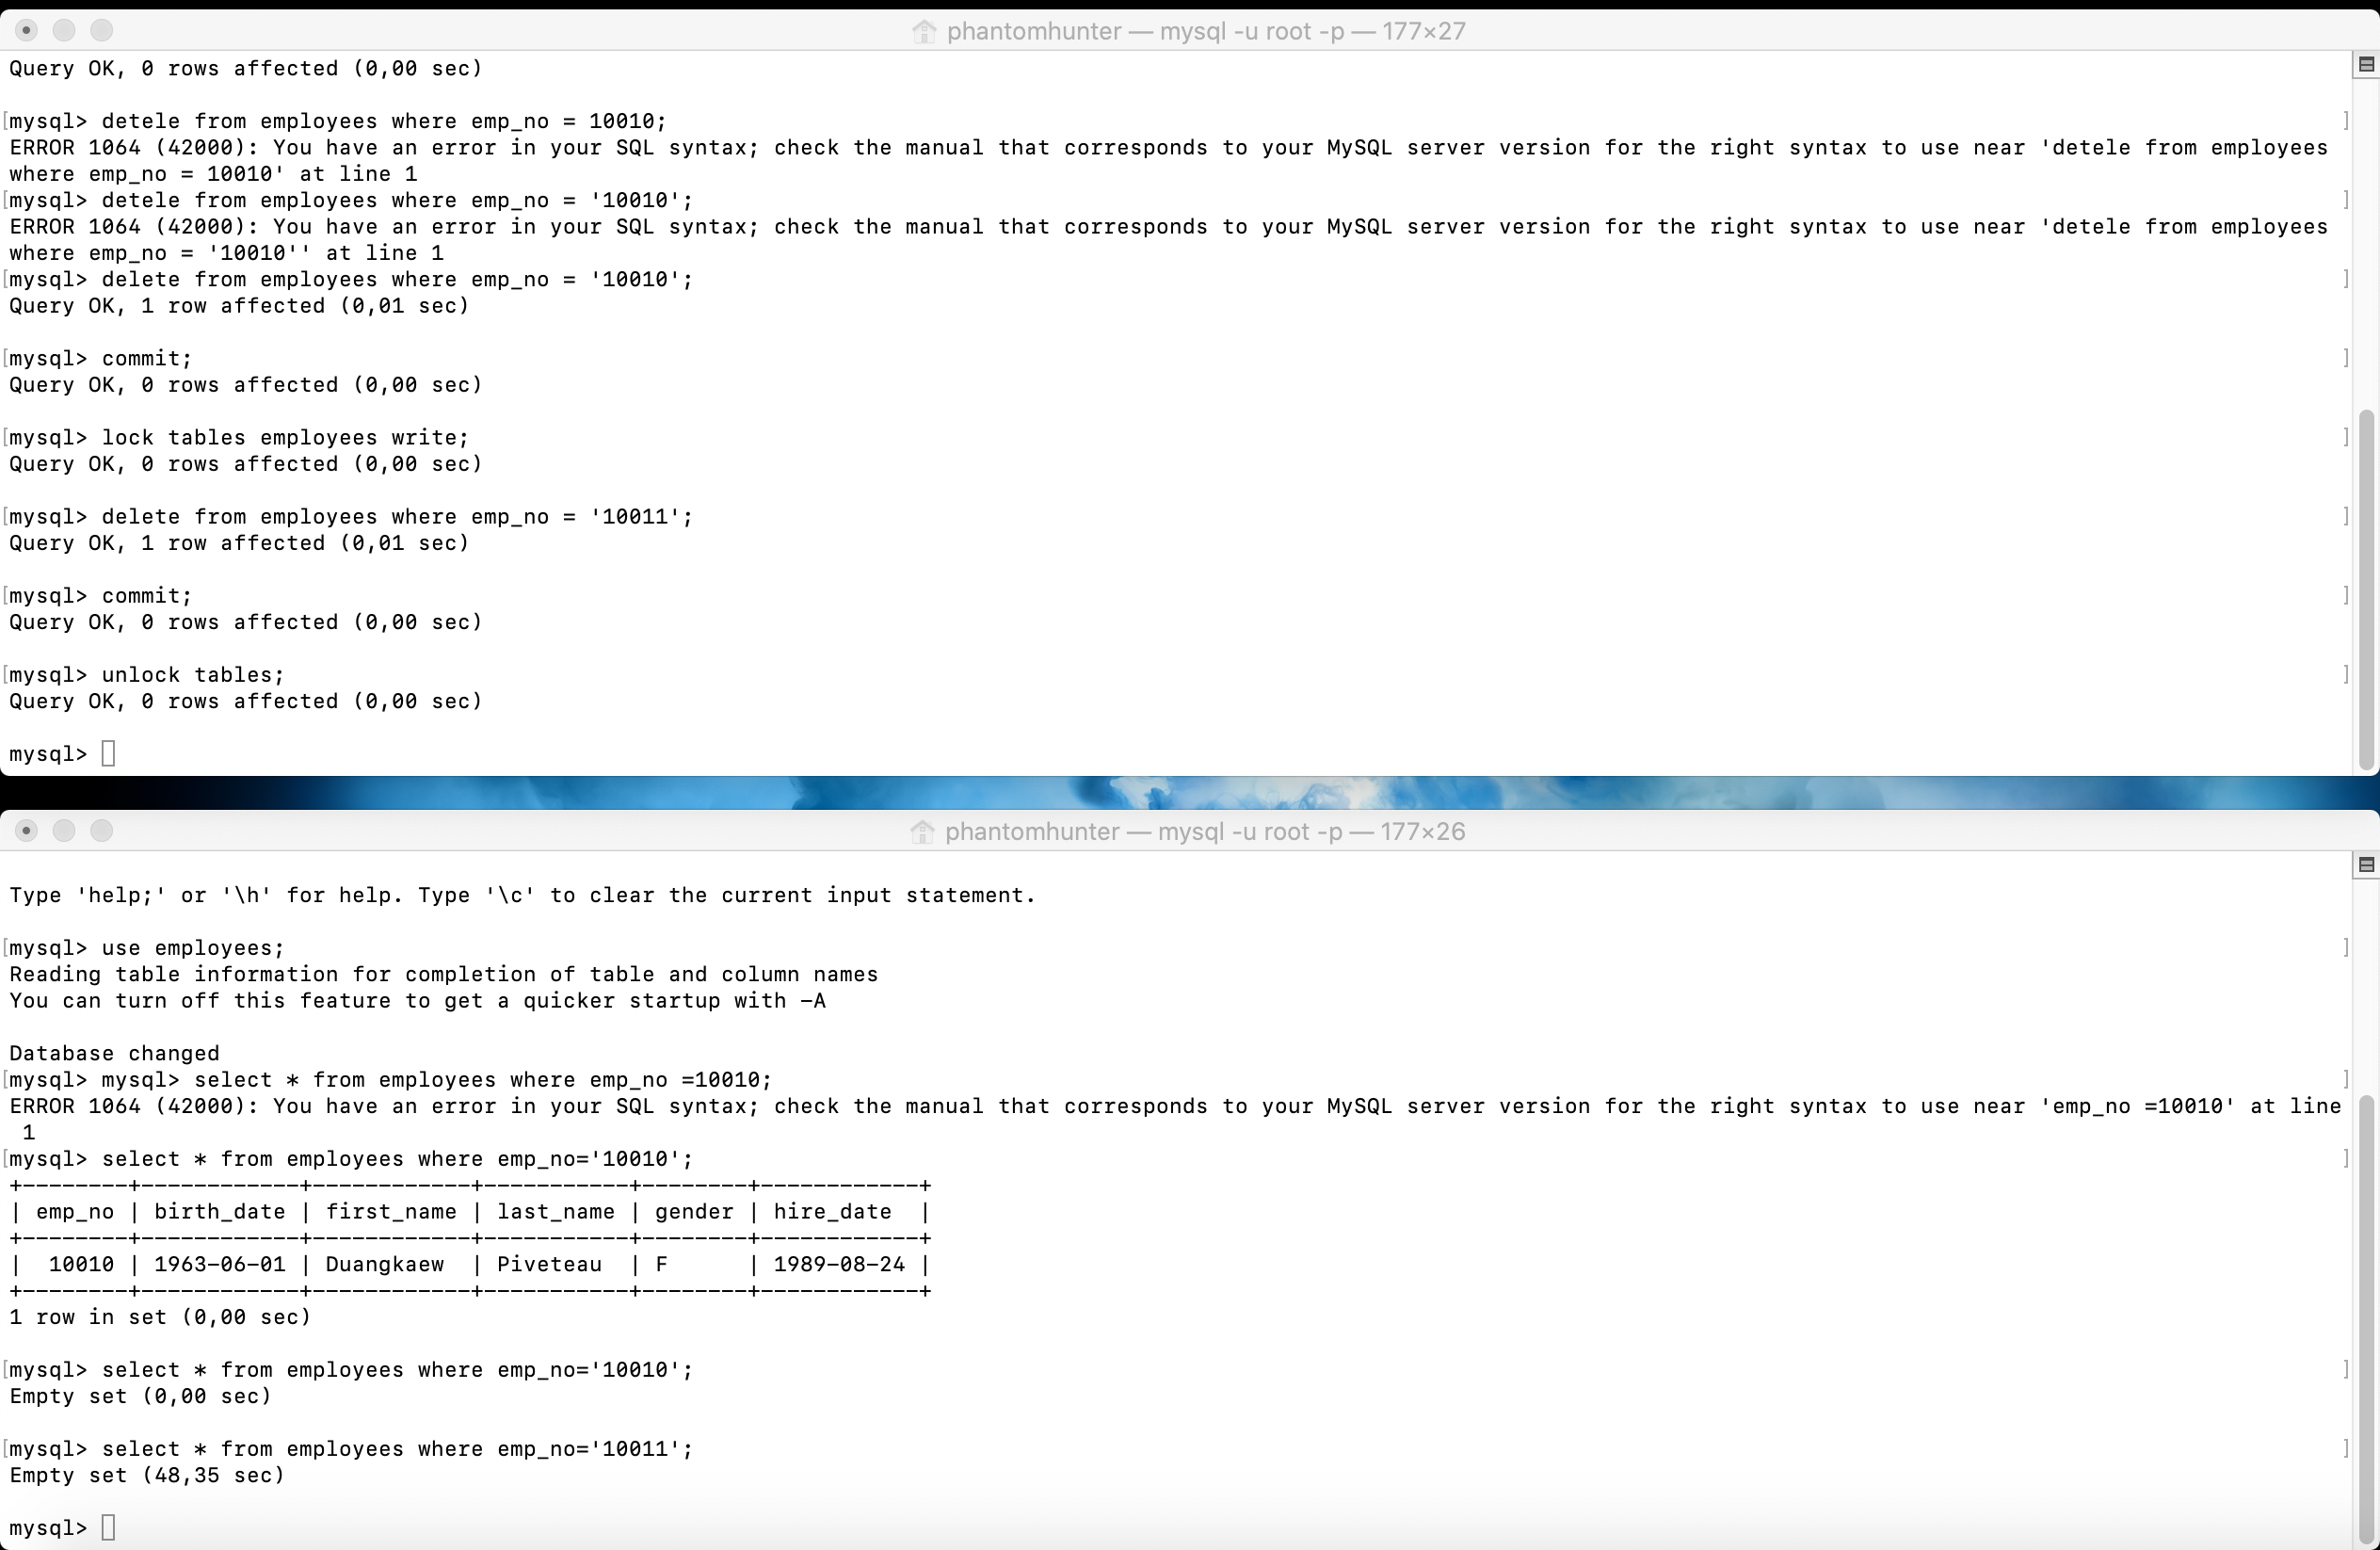 phantomhunter — mysql -u root -p — 177×27
Query OK, 0 rows affected (0,00 sec)
[mysql> detele from employees where emp_no = 10010; ]
ERROR 1064 (42000): You have an error in your SQL syntax; check the manual that corresponds to your MySQL server version for the right syntax to use near 'detele from employees
where emp_no = 10010' at line 1
[mysql> detele from employees where emp_no = '10010'; ]
ERROR 1064 (42000): You have an error in your SQL syntax; check the manual that corresponds to your MySQL server version for the right syntax to use near 'detele from employees
where emp_no = '10010'' at line 1
[mysql> delete from employees where emp_no = '10010'; ]
Query OK, 1 row affected (0,01 sec)
[mysql> commit; ]
Query OK, 0 rows affected (0,00 sec)
[mysql> lock tables employees write; ]
Query OK, 0 rows affected (0,00 sec)
[mysql> delete from employees where emp_no = '10011'; ]
Query OK, 1 row affected (0,01 sec)
[mysql> commit; ]
Query OK, 0 rows affected (0,00 sec)
[mysql> unlock tables; ]
Query OK, 0 rows affected (0,00 sec)
mysql>
phantomhunter — mysql -u root -p — 177×26
Type 'help;' or '\h' for help. Type '\c' to clear the current input statement.
[mysql> use employees; ]
Reading table information for completion of table and column names
You can turn off this feature to get a quicker startup with -A
Database changed
[mysql> mysql> select * from employees where emp_no =10010; ]
ERROR 1064 (42000): You have an error in your SQL syntax; check the manual that corresponds to your MySQL server version for the right syntax to use near 'emp_no =10010' at line
1
[mysql> select * from employees where emp_no='10010'; ]
+--------+------------+------------+-----------+--------+------------+
| emp_no | birth_date | first_name | last_name | gender | hire_date  |
+--------+------------+------------+-----------+--------+------------+
|  10010 | 1963-06-01 | Duangkaew  | Piveteau  | F      | 1989-08-24 |
+--------+------------+------------+-----------+--------+------------+
1 row in set (0,00 sec)
[mysql> select * from employees where emp_no='10010'; ]
Empty set (0,00 sec)
[mysql> select * from employees where emp_no='10011'; ]
Empty set (48,35 sec)
mysql>